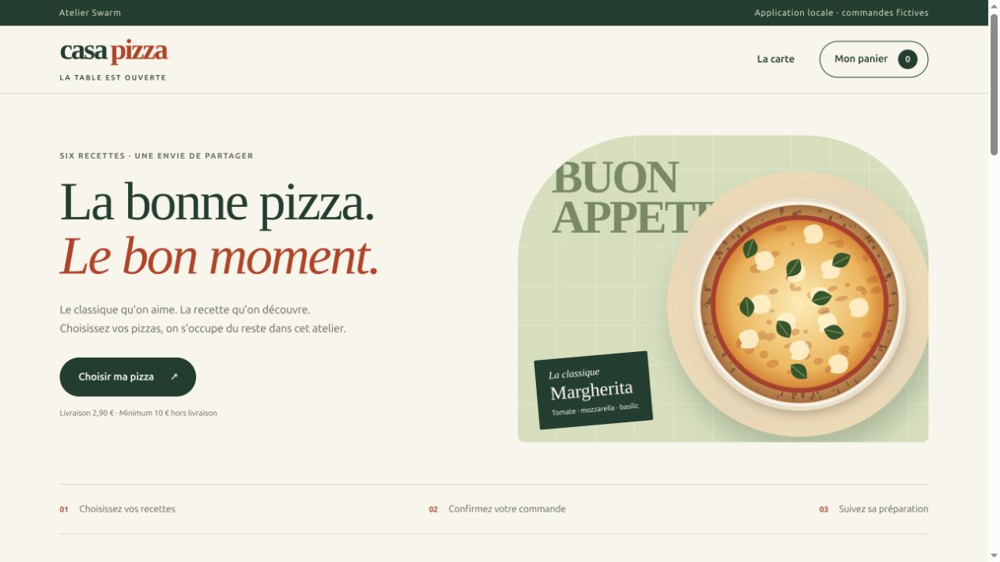 Atelier Swarm
Application locale · commandes fictives
casa pizza
LA TABLE EST OUVERTE
La carte
Mon panier 0
SIX RECETTES · UNE ENVIE DE PARTAGER
La bonne pizza.
Le bon moment.
Le classique qu’on aime. La recette qu’on découvre.
Choisissez vos pizzas, on s’occupe du reste dans cet atelier.
Choisir ma pizza ↗
Livraison 2,90 € · Minimum 10 € hors livraison
BUON
APPETI
La classique
Margherita
Tomate · mozzarella · basilic
01 Choisissez vos recettes
02 Confirmez votre commande
03 Suivez sa préparation